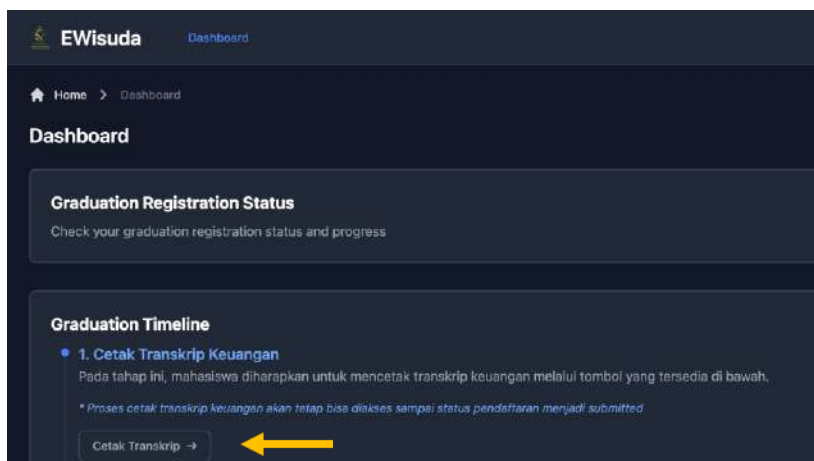 EWisuda Dashboard
Home > Dashboard
Dashboard
Graduation Registration Status
Check your graduation registration status and progress
Graduation Timeline
1. Cetak Transkrip Keuangan
Pada tahap ini, mahasiswa diharapkan untuk mencetak transkrip keuangan melalui tombol yang tersedia di bawah.
* Proses cetak transkrip keuangan akan tetap bisa diakses sampai status pendaftaran menjadi submitted
Cetak Transkrip →